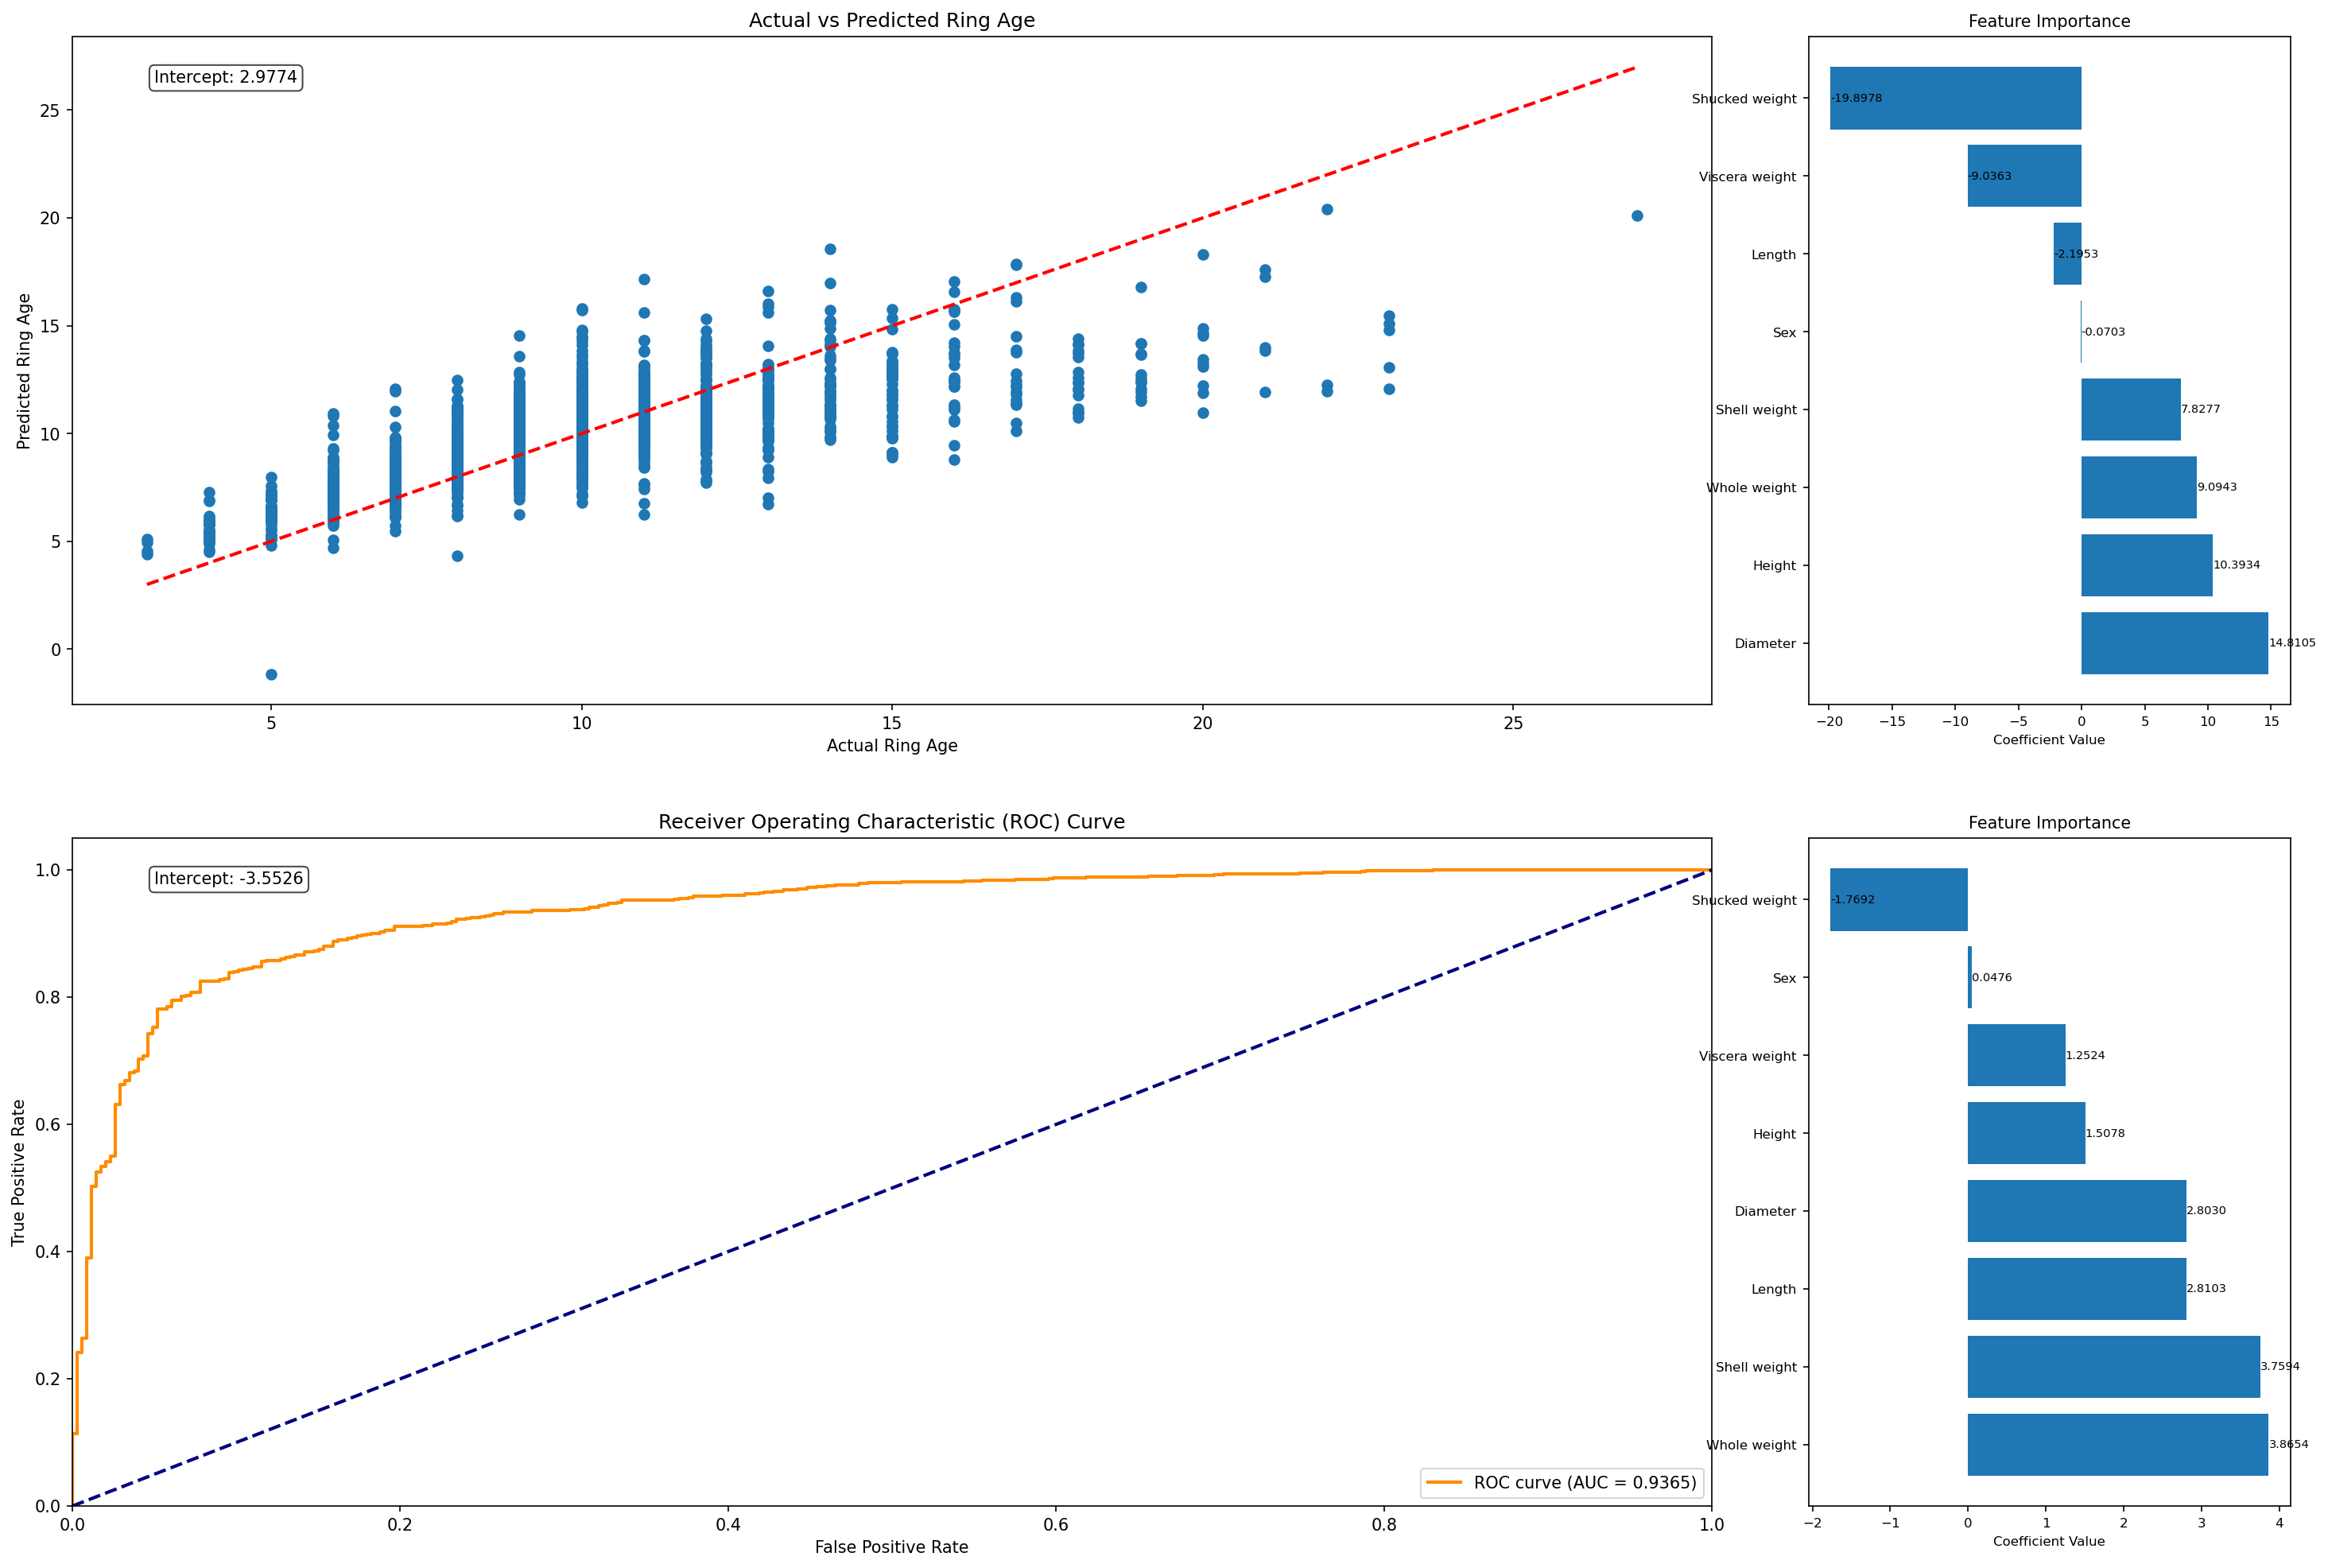 Actual vs Predicted Ring Age
Intercept: 2.9774
Predicted Ring Age
25
20
15
10
5
0
5 10 15 20 25
Actual Ring Age
Feature Importance
Shucked weight -19.8978
Viscera weight -9.0363
Length -2.1953
Sex -0.0703
Shell weight 7.8277
Whole weight 9.0943
Height 10.3934
Diameter 14.8105
−20 −15 −10 −5 0 5 10 15
Coefficient Value
Receiver Operating Characteristic (ROC) Curve
Intercept: -3.5526
True Positive Rate
1.0
0.8
0.6
0.4
0.2
0.0
ROC curve (AUC = 0.9365)
0.0 0.2 0.4 0.6 0.8 1.0
False Positive Rate
Feature Importance
Shucked weight -1.7692
Sex 0.0476
Viscera weight 1.2524
Height 1.5078
Diameter 2.8030
Length 2.8103
Shell weight 3.7594
Whole weight 3.8654
−2 −1 0 1 2 3 4
Coefficient Value